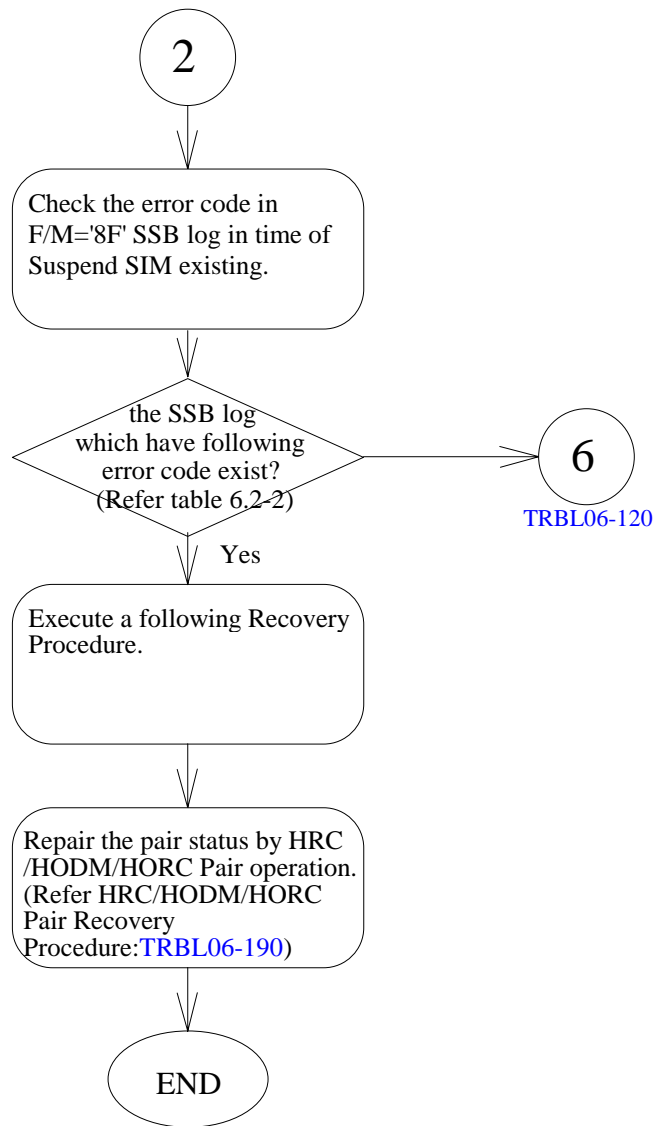 2
Check the error code in
F/M='8F' SSB log in time of
Suspend SIM existing.
the SSB log
which have following
error code exist?
(Refer table 6.2-2)
6
TRBL06-120
Yes
Execute a following Recovery
Procedure.
Repair the pair status by HRC
/HODM/HORC Pair operation.
(Refer HRC/HODM/HORC
Pair Recovery
Procedure:TRBL06-190)
END